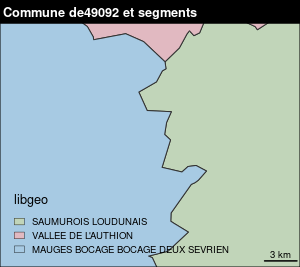 Commune de49092 et segments
libgeo
SAUMUROIS LOUDUNAIS
VALLEE DE L'AUTHION
MAUGES BOCAGE BOCAGE DEUX SEVRIEN
3 km